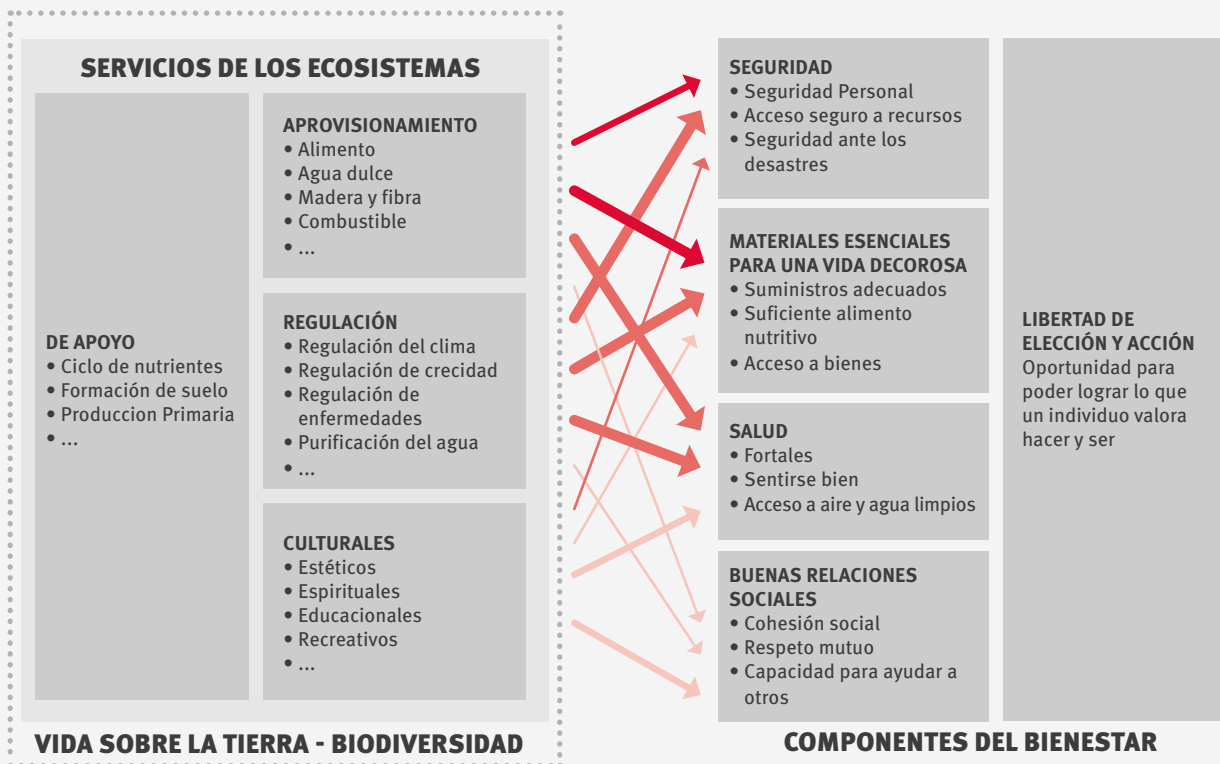 SERVICIOS DE LOS ECOSISTEMAS
DE APOYO
• Ciclo de nutrientes
• Formación de suelo
• Produccion Primaria
• ...
APROVISIONAMIENTO
• Alimento
• Agua dulce
• Madera y fibra
• Combustible
• ...
REGULACIÓN
• Regulación del clima
• Regulación de crecidad
• Regulación de
enfermedades
• Purificación del agua
• ...
CULTURALES
• Estéticos
• Espirituales
• Educacionales
• Recreativos
• ...
VIDA SOBRE LA TIERRA - BIODIVERSIDAD
SEGURIDAD
• Seguridad Personal
• Acceso seguro a recursos
• Seguridad ante los
desastres
MATERIALES ESENCIALES
PARA UNA VIDA DECOROSA
• Suministros adecuados
• Suficiente alimento
nutritivo
• Acceso a bienes
SALUD
• Fortales
• Sentirse bien
• Acceso a aire y agua limpios
BUENAS RELACIONES
SOCIALES
• Cohesión social
• Respeto mutuo
• Capacidad para ayudar a
otros
LIBERTAD DE
ELECCIÓN Y ACCIÓN
Oportunidad para
poder lograr lo que
un individuo valora
hacer y ser
COMPONENTES DEL BIENESTAR